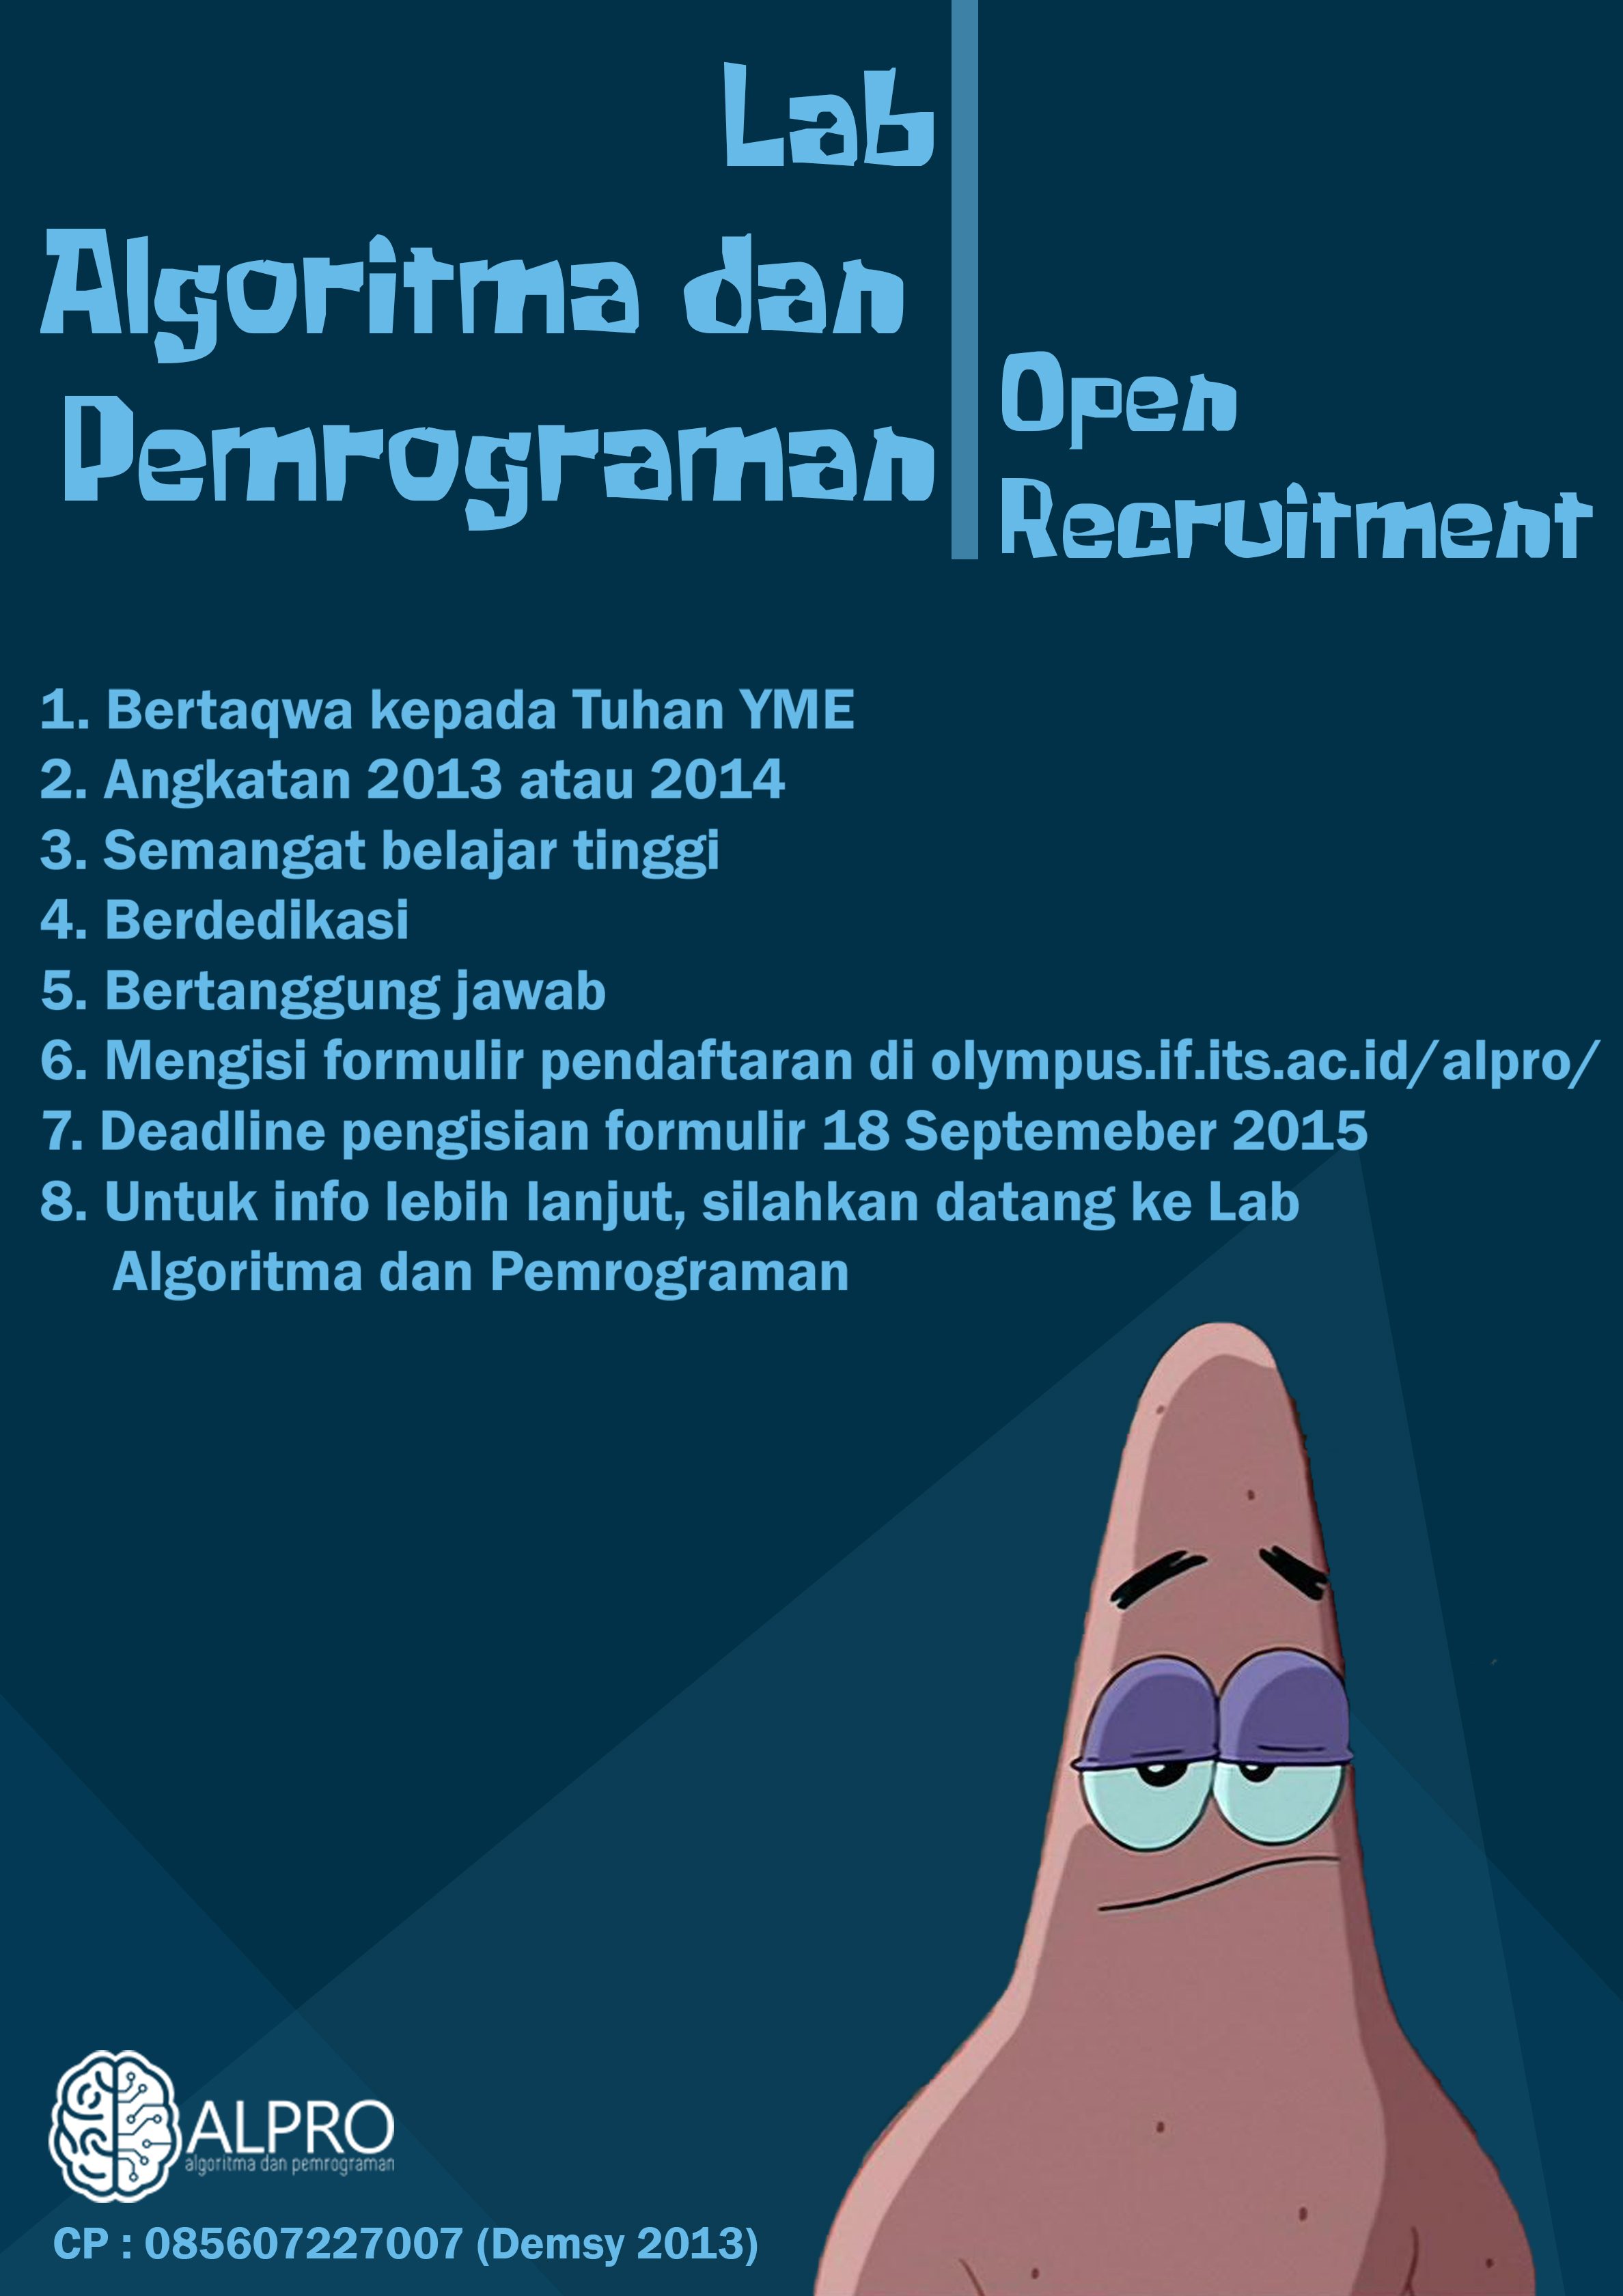 Lab
Algoritma dan
Pemrograman
Open
Recruitment
1. Bertaqwa kepada Tuhan YME
2. Angkatan 2013 atau 2014
3. Semangat belajar tinggi
4. Berdedikasi
5. Bertanggung jawab
6. Mengisi formulir pendaftaran di olympus.if.its.ac.id/alpro/
7. Deadline pengisian formulir 18 Septemeber 2015
8. Untuk info lebih lanjut, silahkan datang ke Lab
Algoritma dan Pemrograman
ALPRO
algoritma dan pemrograman
CP : 085607227007 (Demsy 2013)